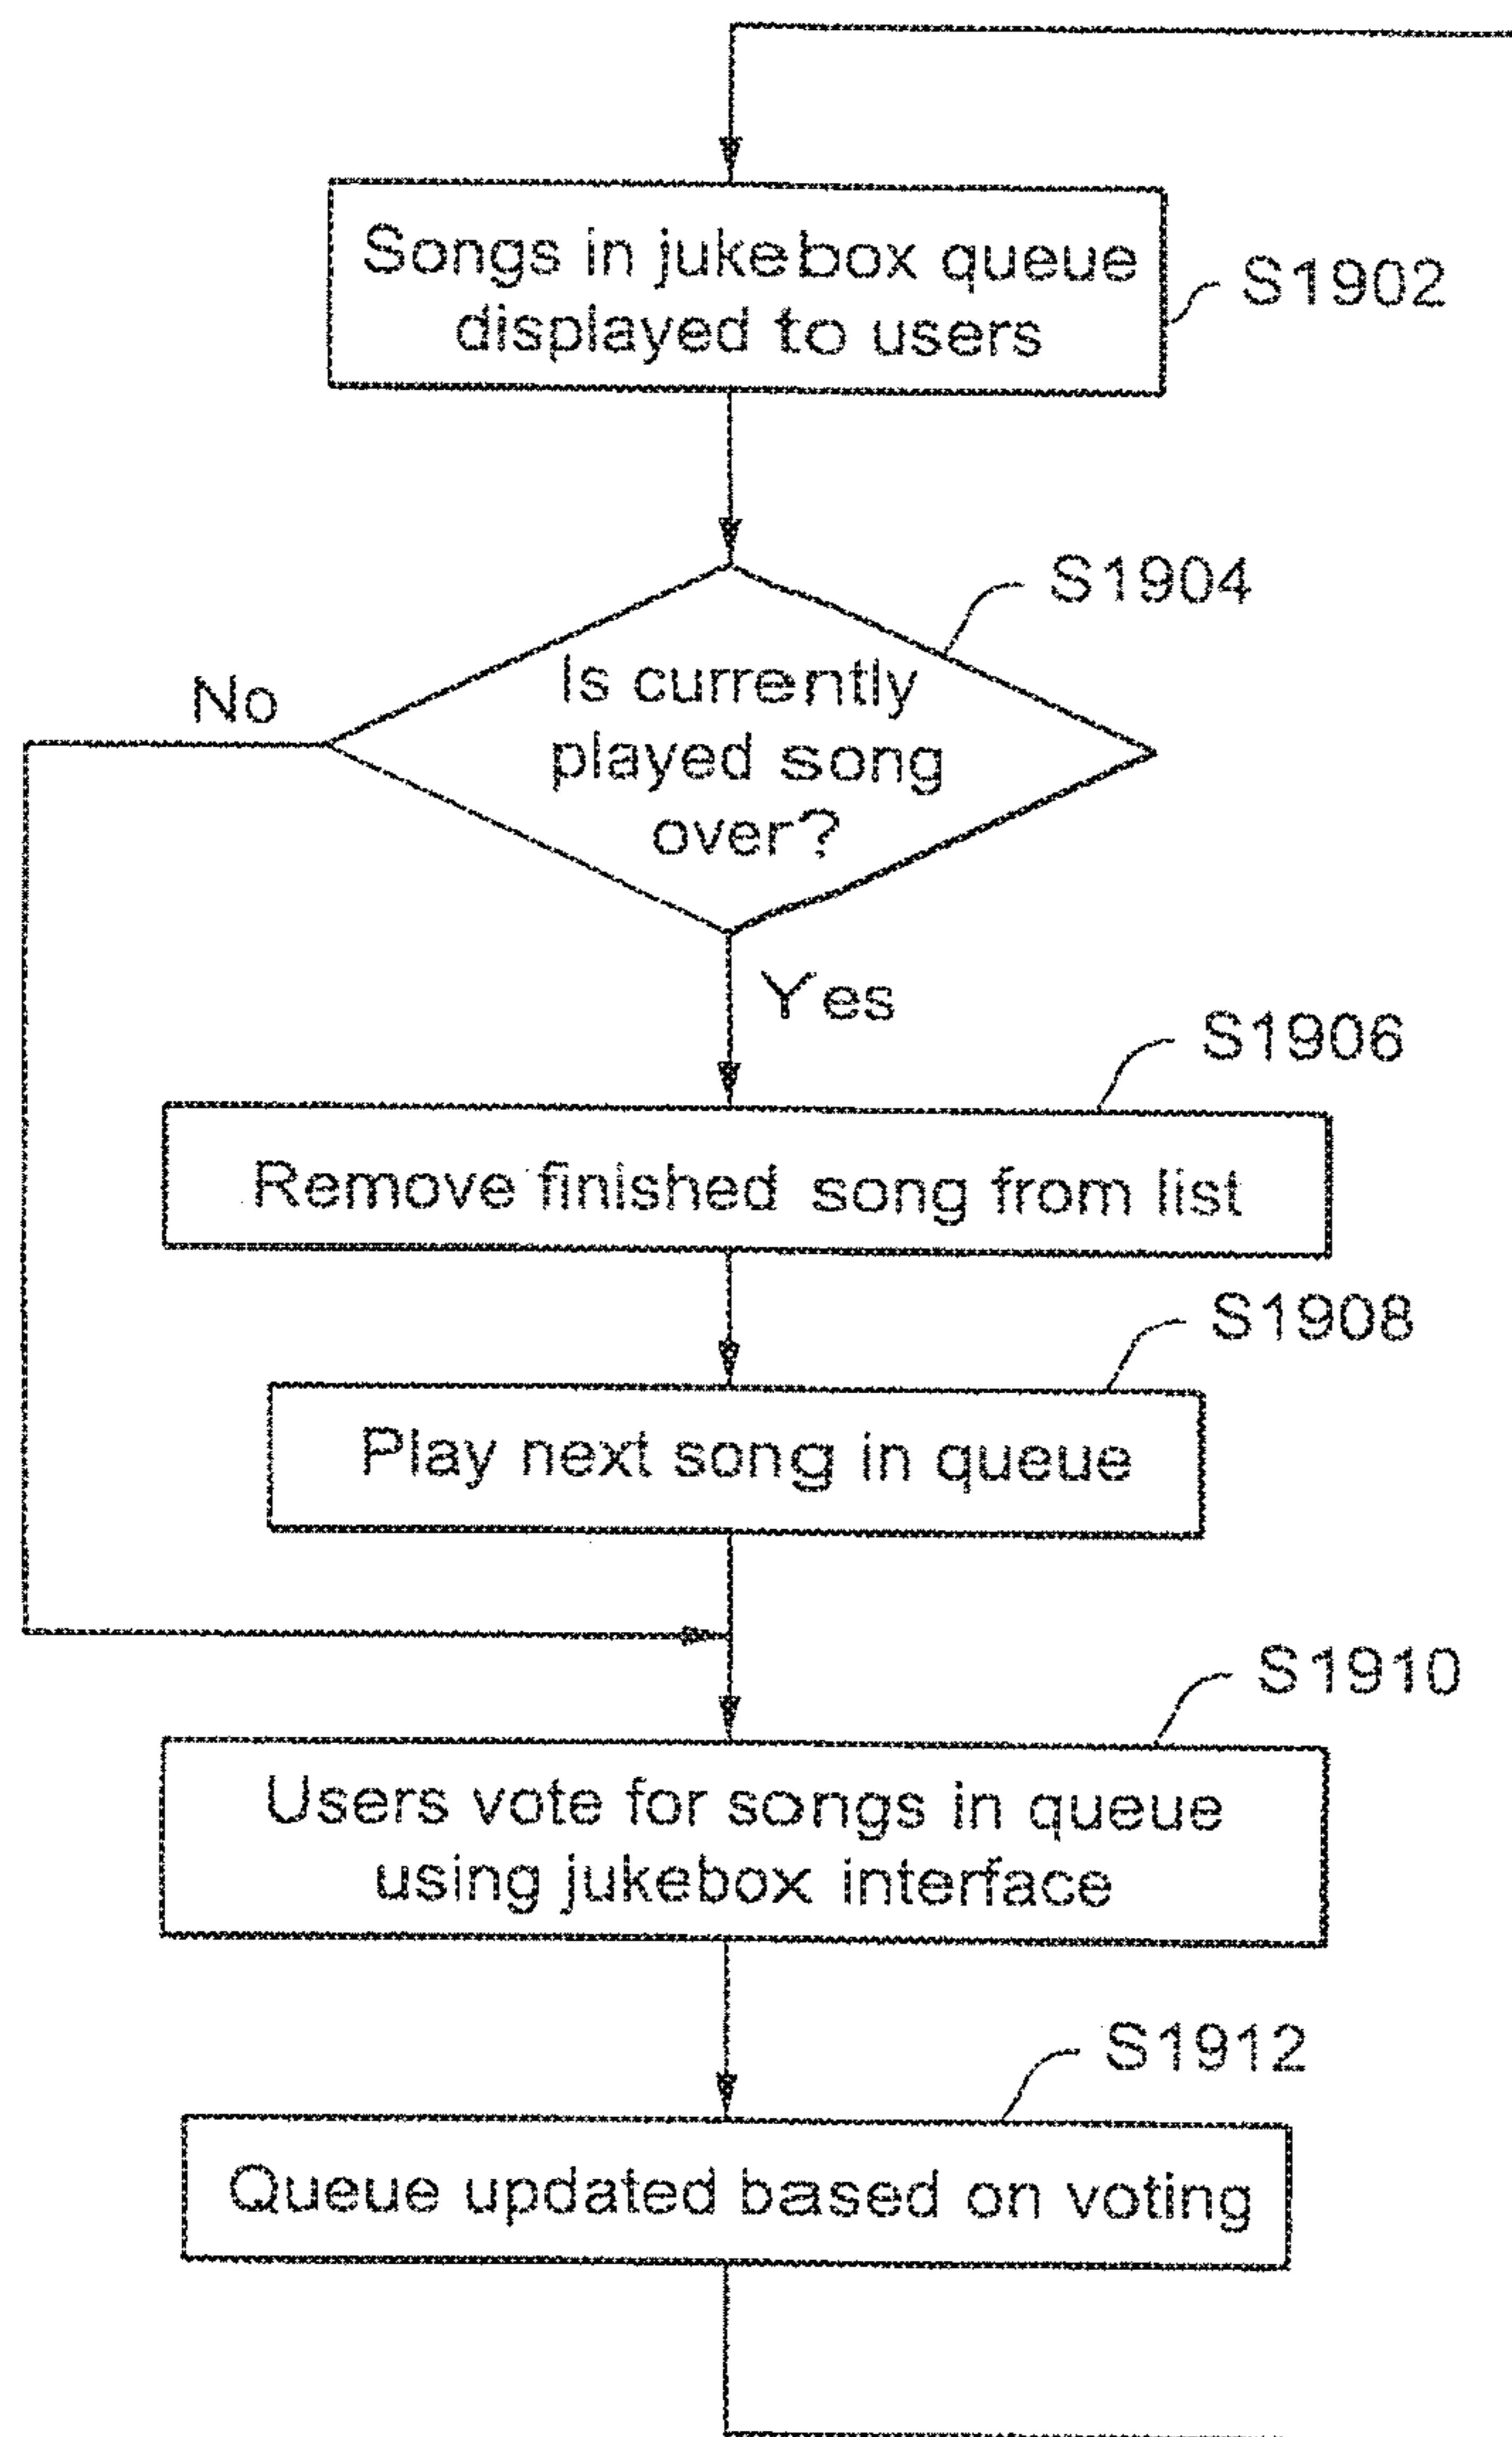 Songs in jukebox queue
displayed to users
S1902
S1904
Is currently
played song
over?
No
Yes
S1906
Remove finished song from list
S1908
Play next song in queue
S1910
Users vote for songs in queue
using jukebox interface
S1912
Queue updated based on voting